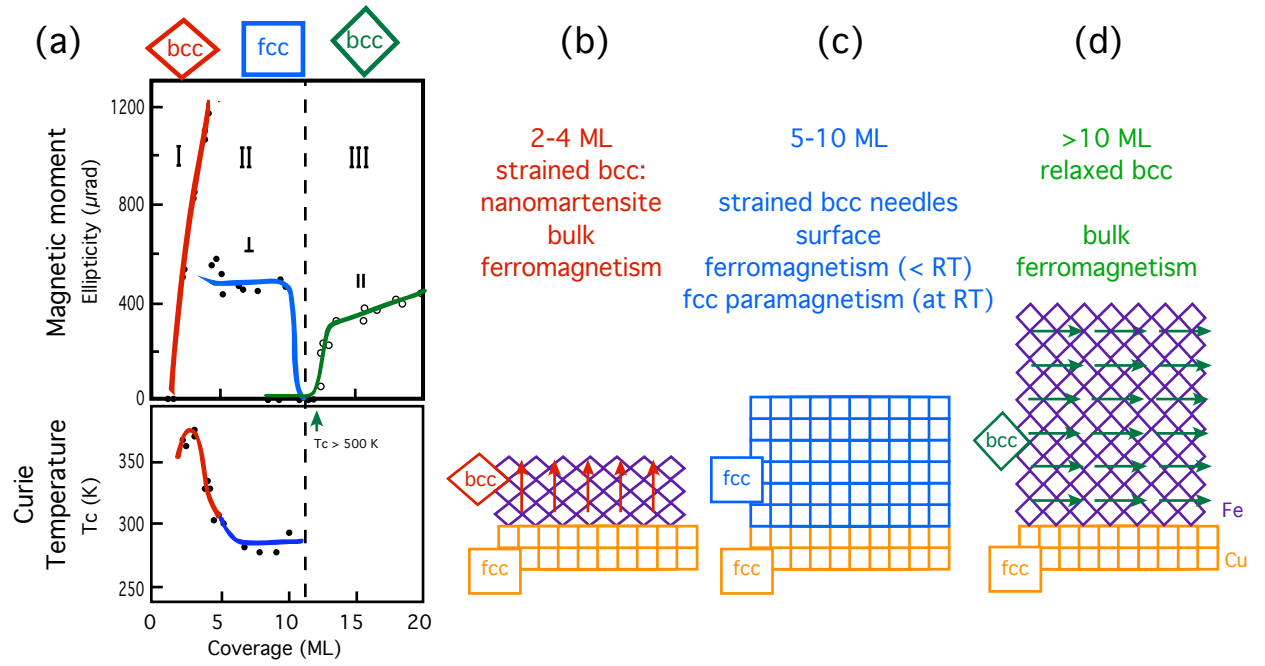 (a)
bcc
fcc
bcc
Magnetic moment
Ellipticity (µrad)
1200
800
400
0
I
II
III
⊥
II
Tc > 500 K
Curie
Temperature
Tc (K)
350
300
250
0
5
10
15
20
Coverage (ML)
(b)
2-4 ML
strained bcc:
nanomartensite
bulk
ferromagnetism
bcc
fcc
(c)
5-10 ML
strained bcc needles
surface
ferromagnetism (< RT)
fcc paramagnetism (at RT)
fcc
fcc
(d)
>10 ML
relaxed bcc
bulk
ferromagnetism
bcc
Fe
fcc
Cu